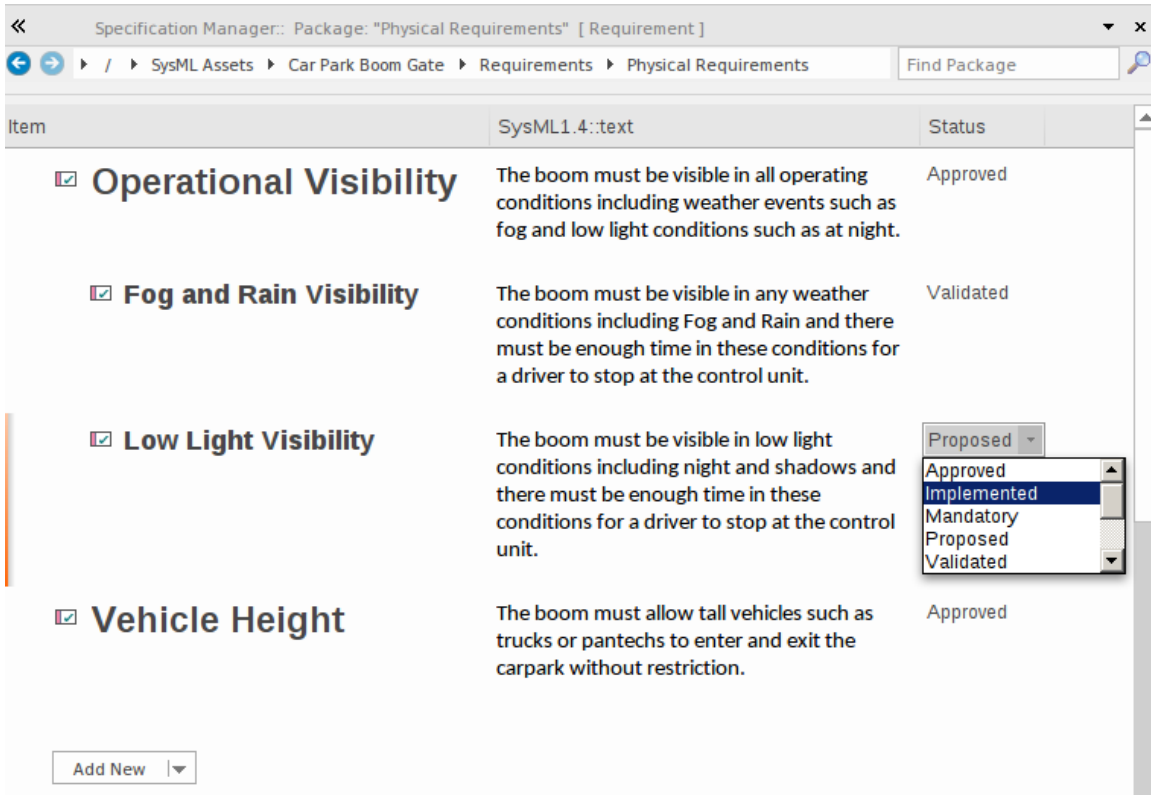 Specification Manager:: Package: "Physical Requirements" [ Requirement ]
/ SysML Assets Car Park Boom Gate Requirements Physical Requirements Find Package
Item SysML1.4::text Status
Operational Visibility
The boom must be visible in all operating
conditions including weather events such as
fog and low light conditions such as at night.
Approved
Fog and Rain Visibility
The boom must be visible in any weather
conditions including Fog and Rain and there
must be enough time in these conditions for
a driver to stop at the control unit.
Validated
Low Light Visibility
The boom must be visible in low light
conditions including night and shadows and
there must be enough time in these
conditions for a driver to stop at the control
unit.
Proposed
Approved
Implemented
Mandatory
Proposed
Validated
Vehicle Height
The boom must allow tall vehicles such as
trucks or pantechs to enter and exit the
carpark without restriction.
Approved
Add New